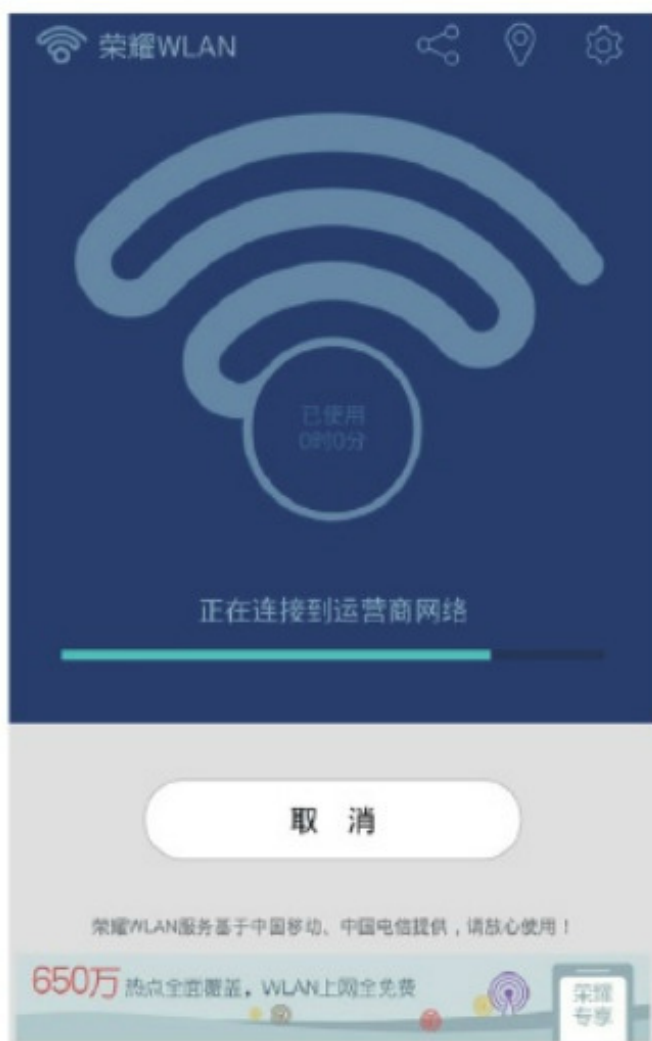 荣耀WLAN
已使用
0时0分
正在连接到运营商网络
取 消
荣耀WLAN服务基于中国移动、中国电信提供，请放心使用！
650万 热点全面覆盖，WLAN上网全免费
荣耀
专享